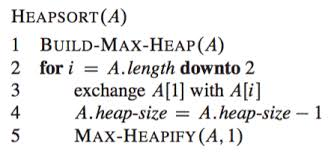 HEAPSORT(A)
1 BUILD-MAX-HEAP(A)
2 for i = A.length downto 2
3 exchange A[1] with A[i]
4 A.heap-size = A.heap-size − 1
5 MAX-HEAPIFY(A, 1)